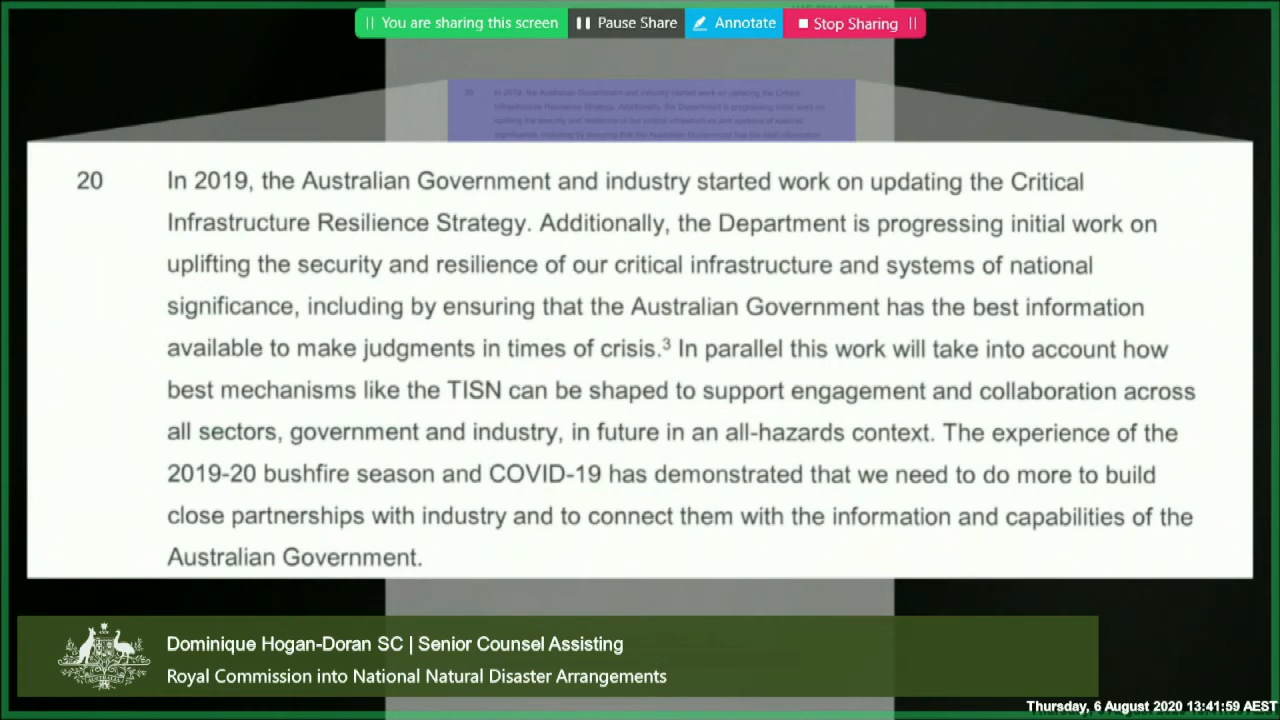 You are sharing this screen
Pause Share
Annotate
Stop Sharing
20 In 2019, the Australian Government and industry started work on updating the Critical
Infrastructure Resilience Strategy. Additionally, the Department is progressing initial work on
uplifting the security and resilience of our critical infrastructure and systems of national
significance, including by ensuring that the Australian Government has the best information
available to make judgments in times of crisis.³ In parallel this work will take into account how
best mechanisms like the TISN can be shaped to support engagement and collaboration across
all sectors, government and industry, in future in an all-hazards context. The experience of the
2019-20 bushfire season and COVID-19 has demonstrated that we need to do more to build
close partnerships with industry and to connect them with the information and capabilities of the
Australian Government.
Dominique Hogan-Doran SC | Senior Counsel Assisting
Royal Commission into National Natural Disaster Arrangements
Thursday, 6 August 2020 13:41:59 AEST